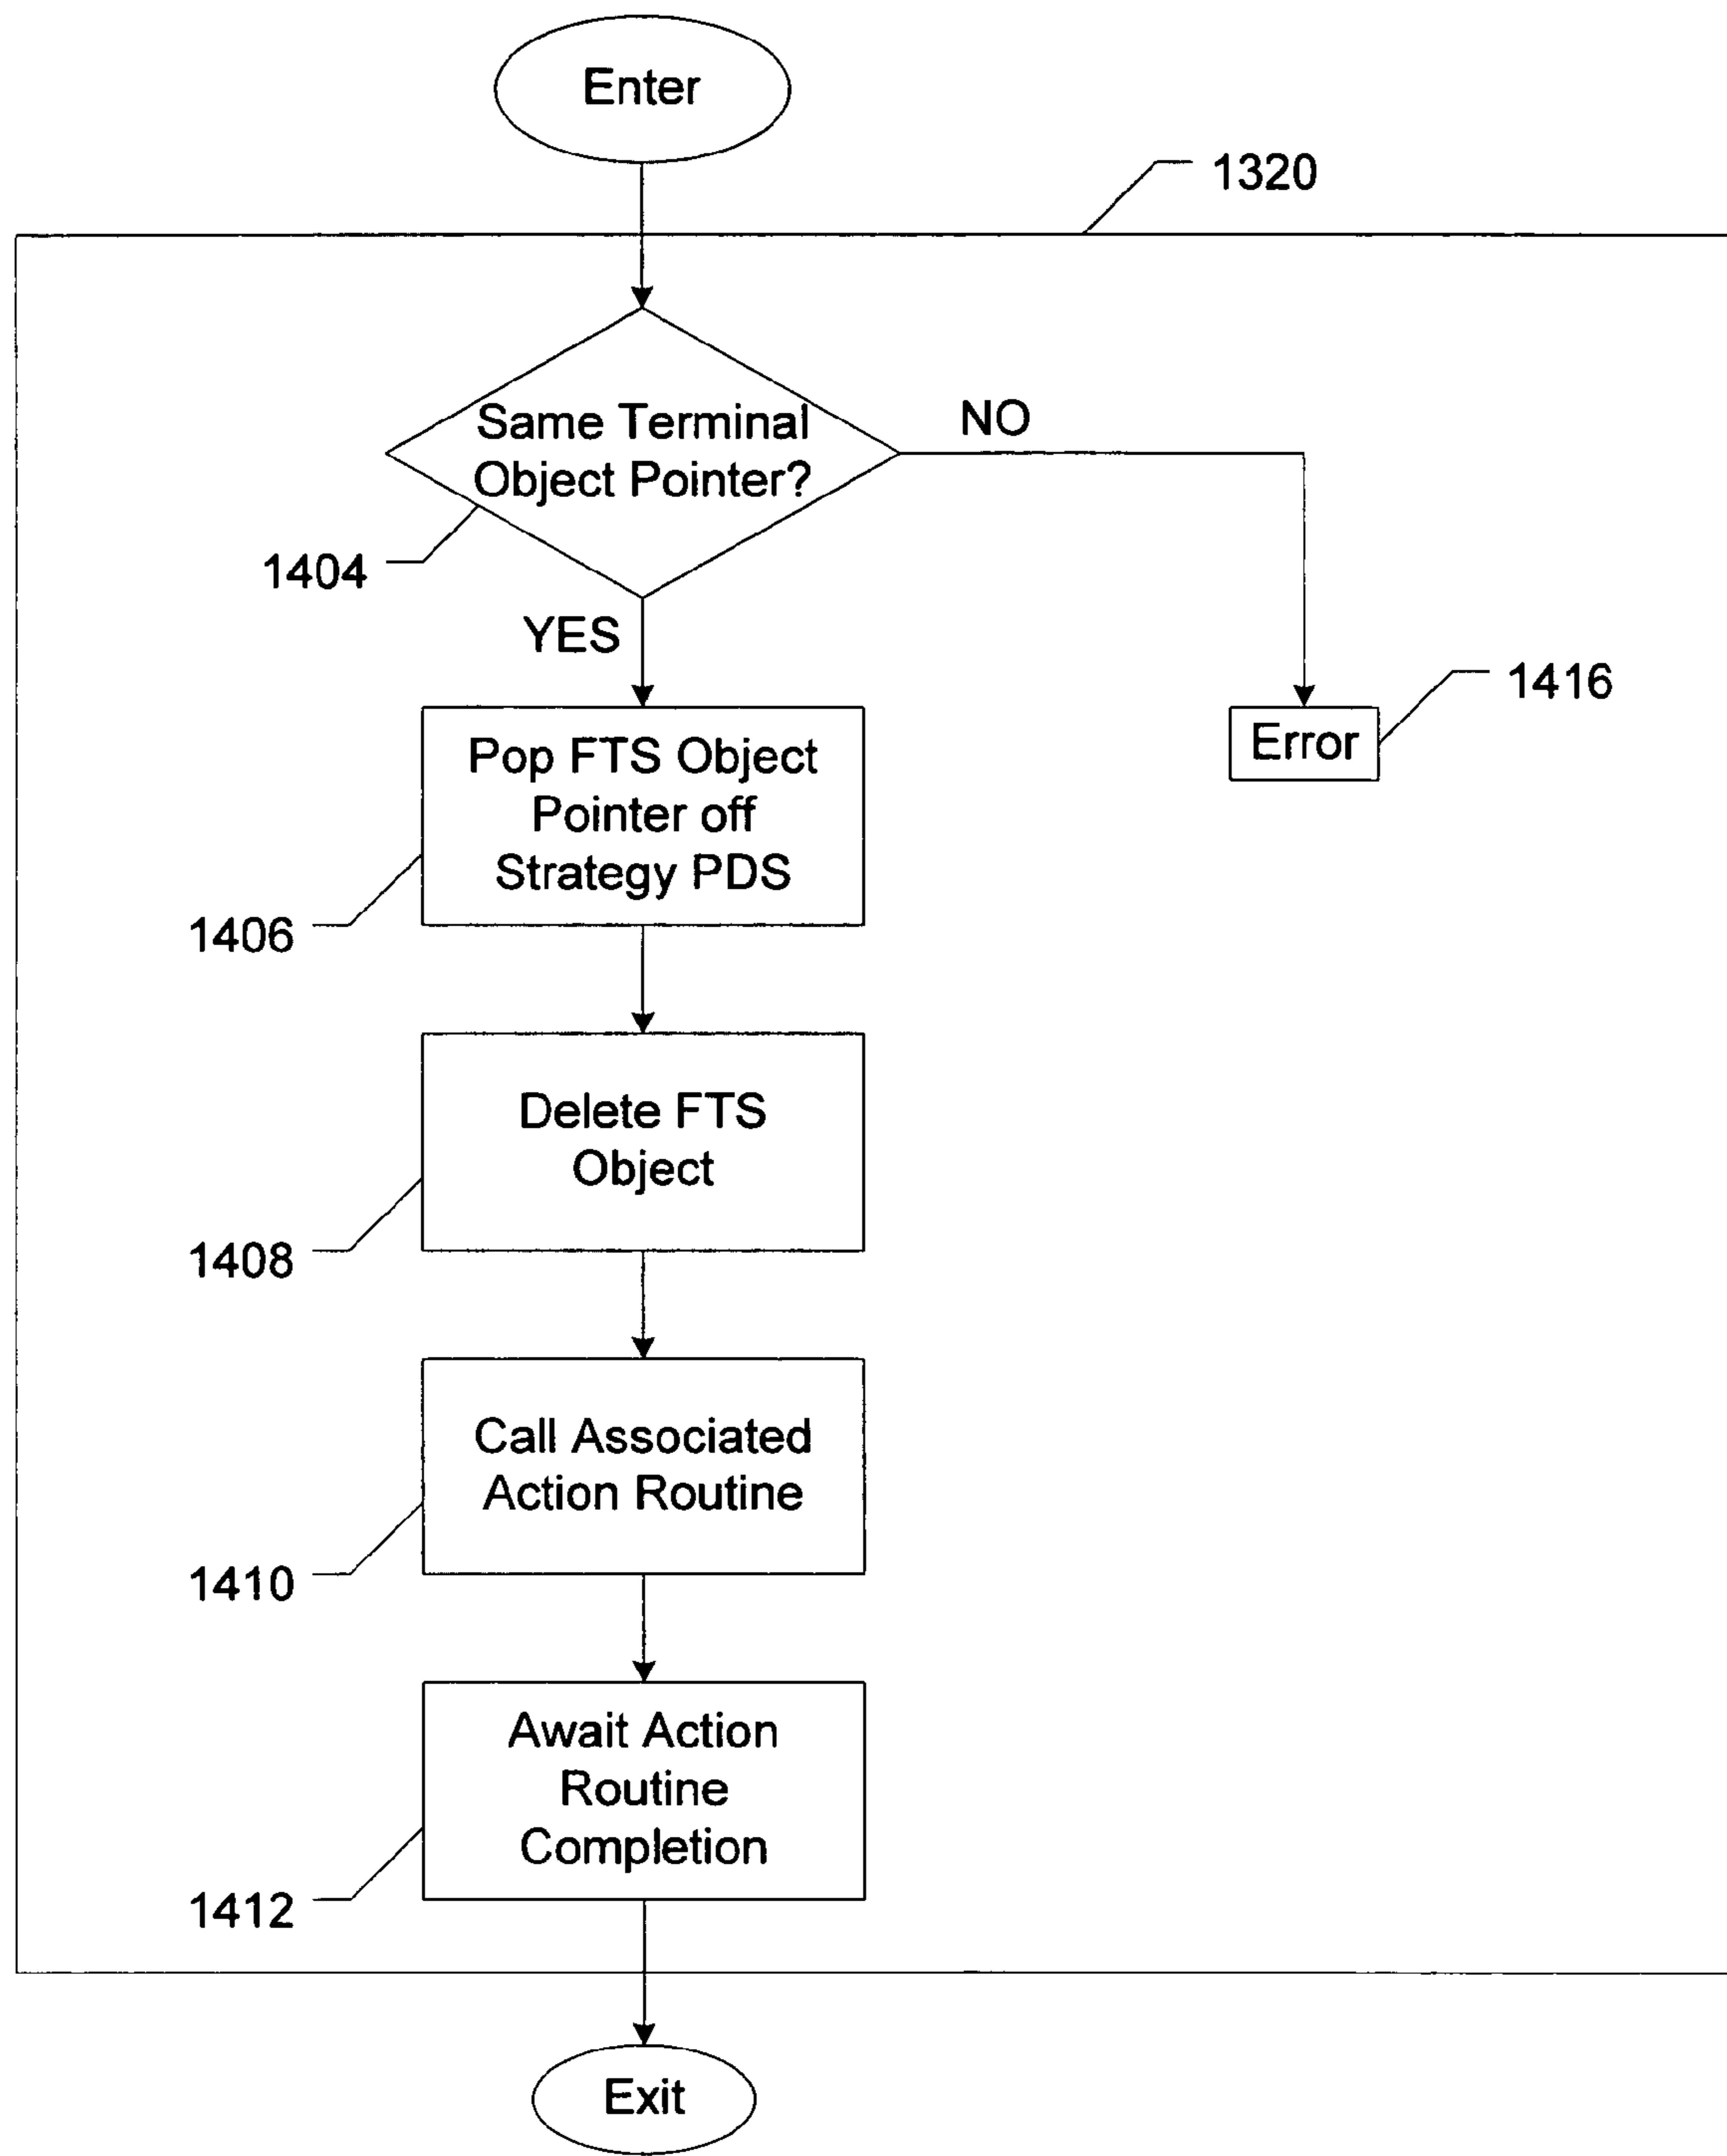 Enter
1320
Same Terminal
Object Pointer?
NO
1404
YES
1416
Pop FTS Object
Pointer off
Strategy PDS
Error
1406
Delete FTS
Object
1408
Call Associated
Action Routine
1410
Await Action
Routine
Completion
1412
Exit